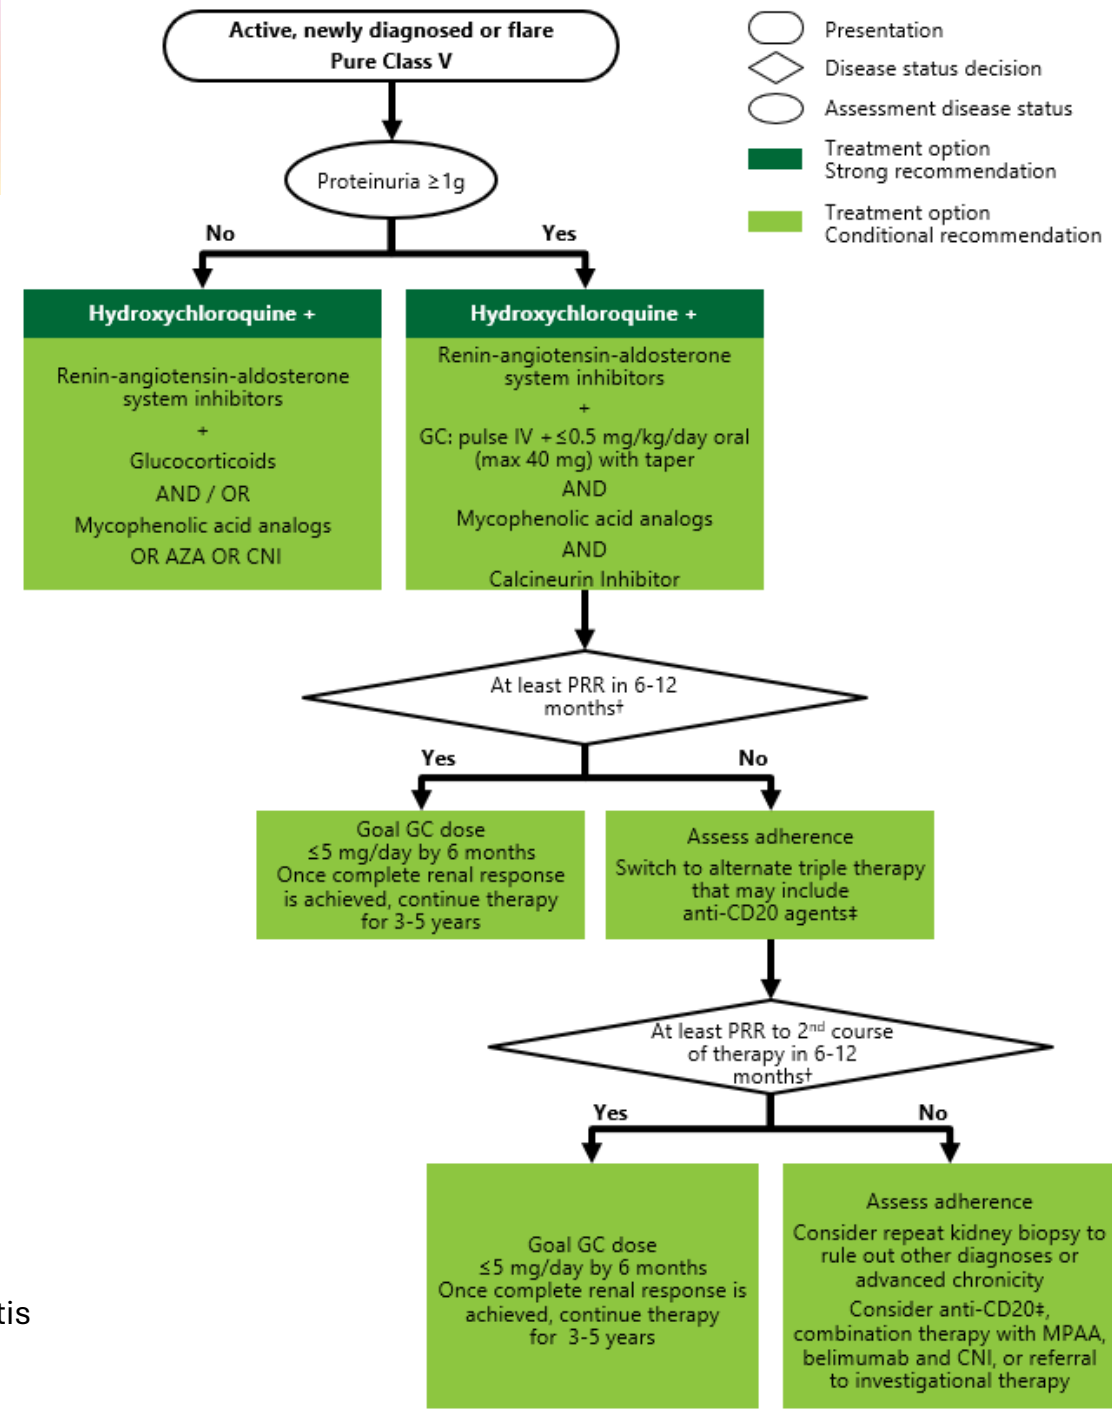 Active, newly diagnosed or flare
Pure Class V
Presentation
Disease status decision
Assessment disease status
Treatment option
Strong recommendation
Treatment option
Conditional recommendation
Proteinuria ≥1g
No
Yes
Hydroxychloroquine +
Renin-angiotensin-aldosterone
system inhibitors
+
Glucocorticoids
AND / OR
Mycophenolic acid analogs
OR AZA OR CNI
Hydroxychloroquine +
Renin-angiotensin-aldosterone
system inhibitors
+
GC: pulse IV +≤0.5 mg/kg/day oral
(max 40 mg) with taper
AND
Mycophenolic acid analogs
AND
Calcineurin Inhibitor
At least PRR in 6-12
months†
Yes
No
Goal GC dose
≤5 mg/day by 6 months
Once complete renal response
is achieved, continue therapy
for 3-5 years
Assess adherence
Switch to alternate triple therapy
that may include
anti-CD20 agents‡
At least PRR to 2nd course
of therapy in 6-12
months†
Yes
No
Goal GC dose
≤5 mg/day by 6 months
Once complete renal response is
achieved, continue therapy
for 3-5 years
Assess adherence
Consider repeat kidney biopsy to
rule out other diagnoses or
advanced chronicity
Consider anti-CD20‡,
combination therapy with MPAA,
belimumab and CNI, or referral
to investigational therapy
tis